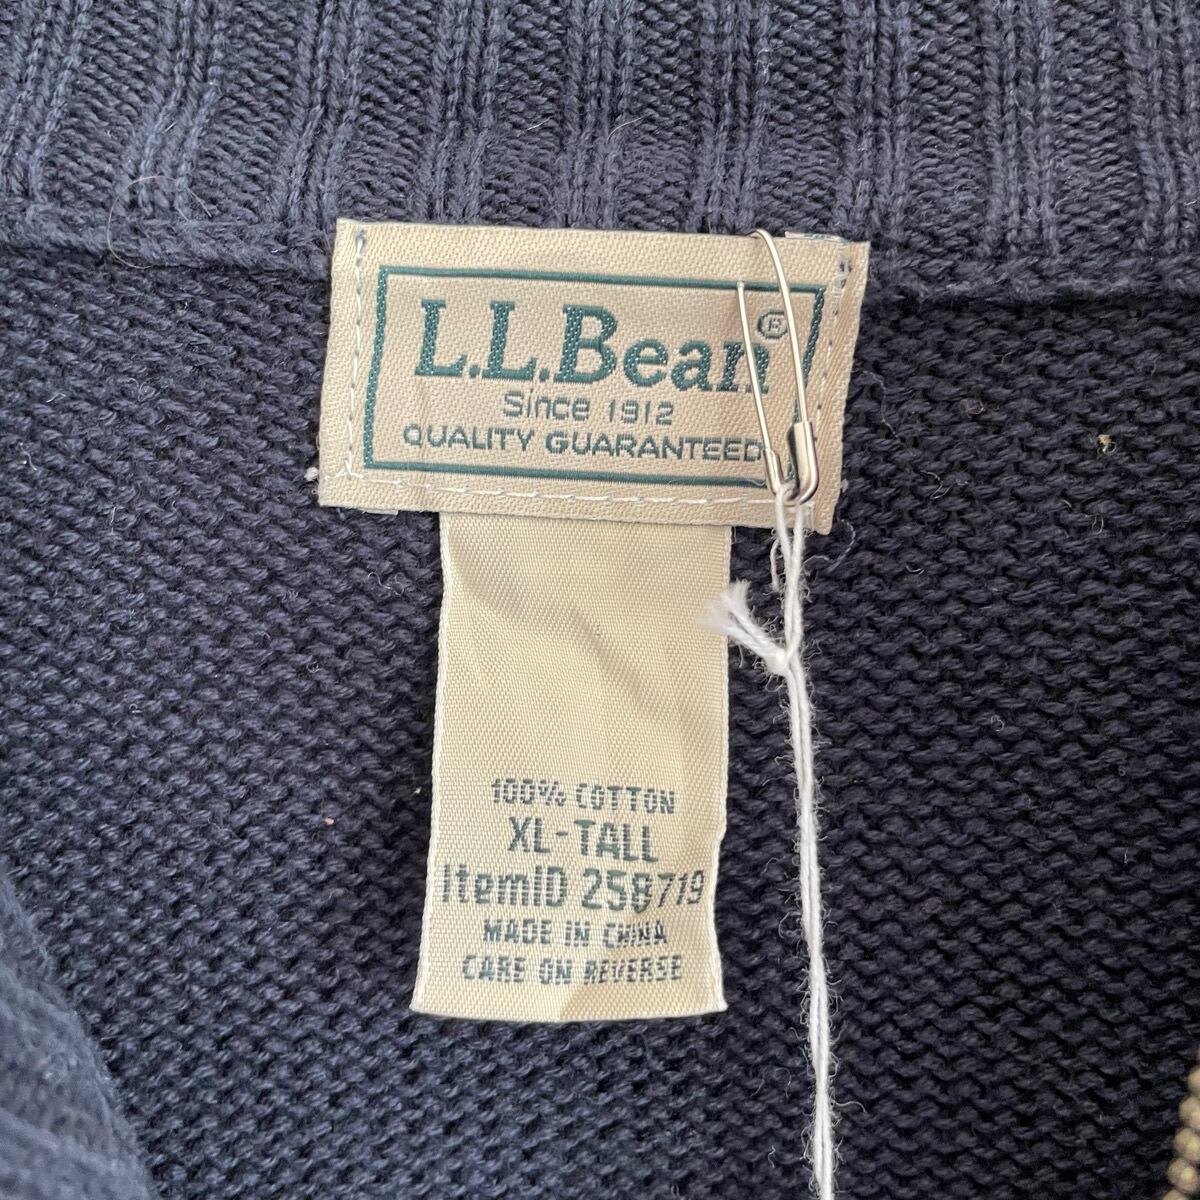 L.L.Bean®
Since 1912
QUALITY GUARANTEED
100% COTTON
XL-TALL
ItemID 258719
MADE IN CHINA
CARE ON REVERSE